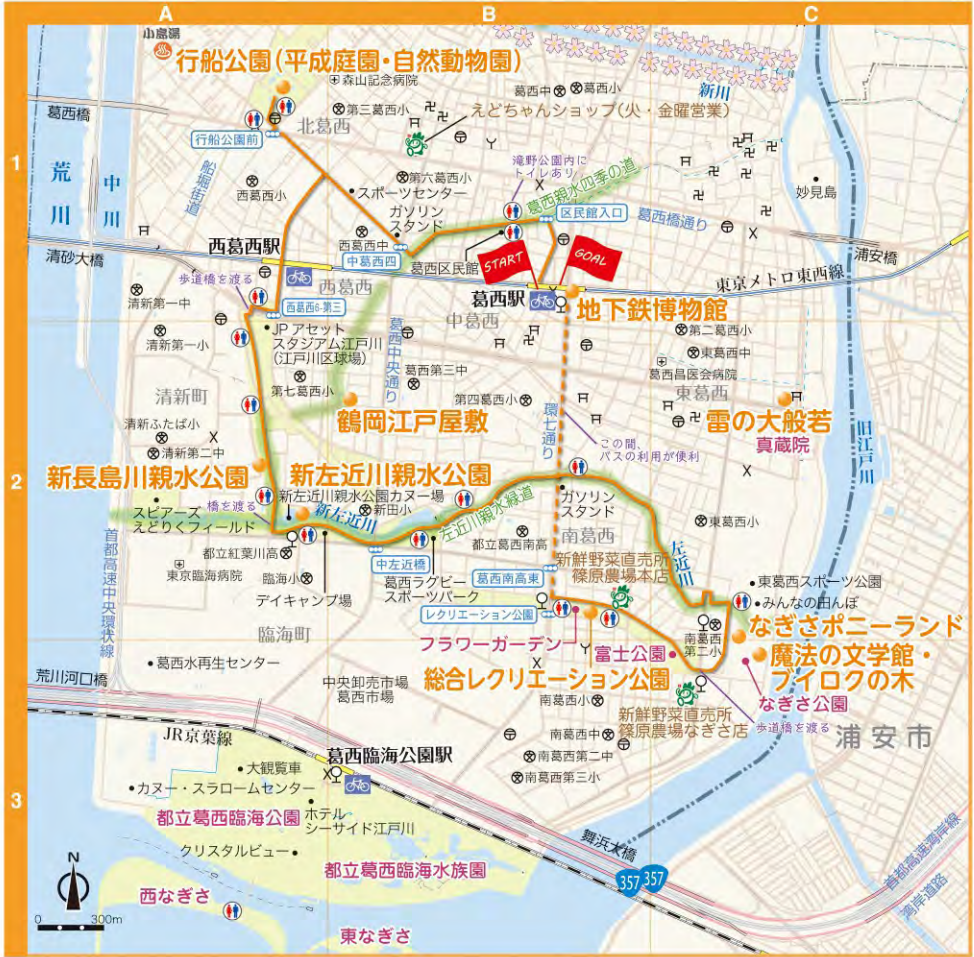 A
B
C
1
2
3
小島湯
行船公園(平成庭園・自然動物園)
森山記念病院
葛西中
葛西小
新川
第三葛西小
えどちゃんショップ(火・金曜営業)
葛西橋
北葛西
行船公園前
滝野公園内に
トイレあり
荒川
中川
船堀街道
西葛西小
第六葛西小
スポーツセンター
ガソリン
スタンド
葛西親水四季の道
区民館入口
葛西橋通り
妙見島
西葛西駅
西葛西中
中葛西四
葛西区民館
START
GOAL
浦安橋
清砂大橋
歩道橋を渡る
西葛西
葛西駅
東京メトロ東西線
地下鉄博物館
清新第一中
西葛西6-第三
中葛西
清新第一小
JP アセット
スタジアム江戸川
(江戸川区球場)
葛西中央通り
第二葛西小
東葛西中
葛西昌医会病院
清新町
第七葛西小
葛西第三中
第四葛西小
東葛西
清新ふたば小
鶴岡江戸屋敷
環七通り
雷の大般若
真蔵院
清新第二中
この間、
バスの利用が便利
旧江戸川
新長島川親水公園
新左近川親水公園
橋を渡る
新左近川親水公園カヌー場
スピアーズ
えどりくフィールド
新左近川
新田小
左近川親水緑道
ガソリン
スタンド
東葛西小
首都高速中央環状線
都立紅葉川高
都立葛西南高
南葛西
左近川
東京臨海病院
臨海小
中左近橋
葛西ラグビー
スポーツパーク
葛西南高東
新鮮野菜直売所
篠原農場本店
東葛西スポーツ公園
みんなの田んぼ
デイキャンプ場
レクリエーション公園
南葛西
第二小
なぎさポニーランド
臨海町
フラワーガーデン
富士公園
魔法の文学館・
ブイロクの木
葛西水再生センター
総合レクリエーション公園
なぎさ公園
荒川河口橋
中央卸売市場
葛西市場
南葛西小
新鮮野菜直売所
篠原農場なぎさ店
歩道橋を渡る
浦安市
JR京葉線
葛西臨海公園駅
南葛西中
南葛西第二中
南葛西第三小
大観覧車
カヌー・スラロームセンター
都立葛西臨海公園
ホテル
シーサイド江戸川
舞浜大橋
クリスタルビュー
都立葛西臨海水族園
357
357
首都高速湾岸線
湾岸道路
西なぎさ
東なぎさ
N
0
300m